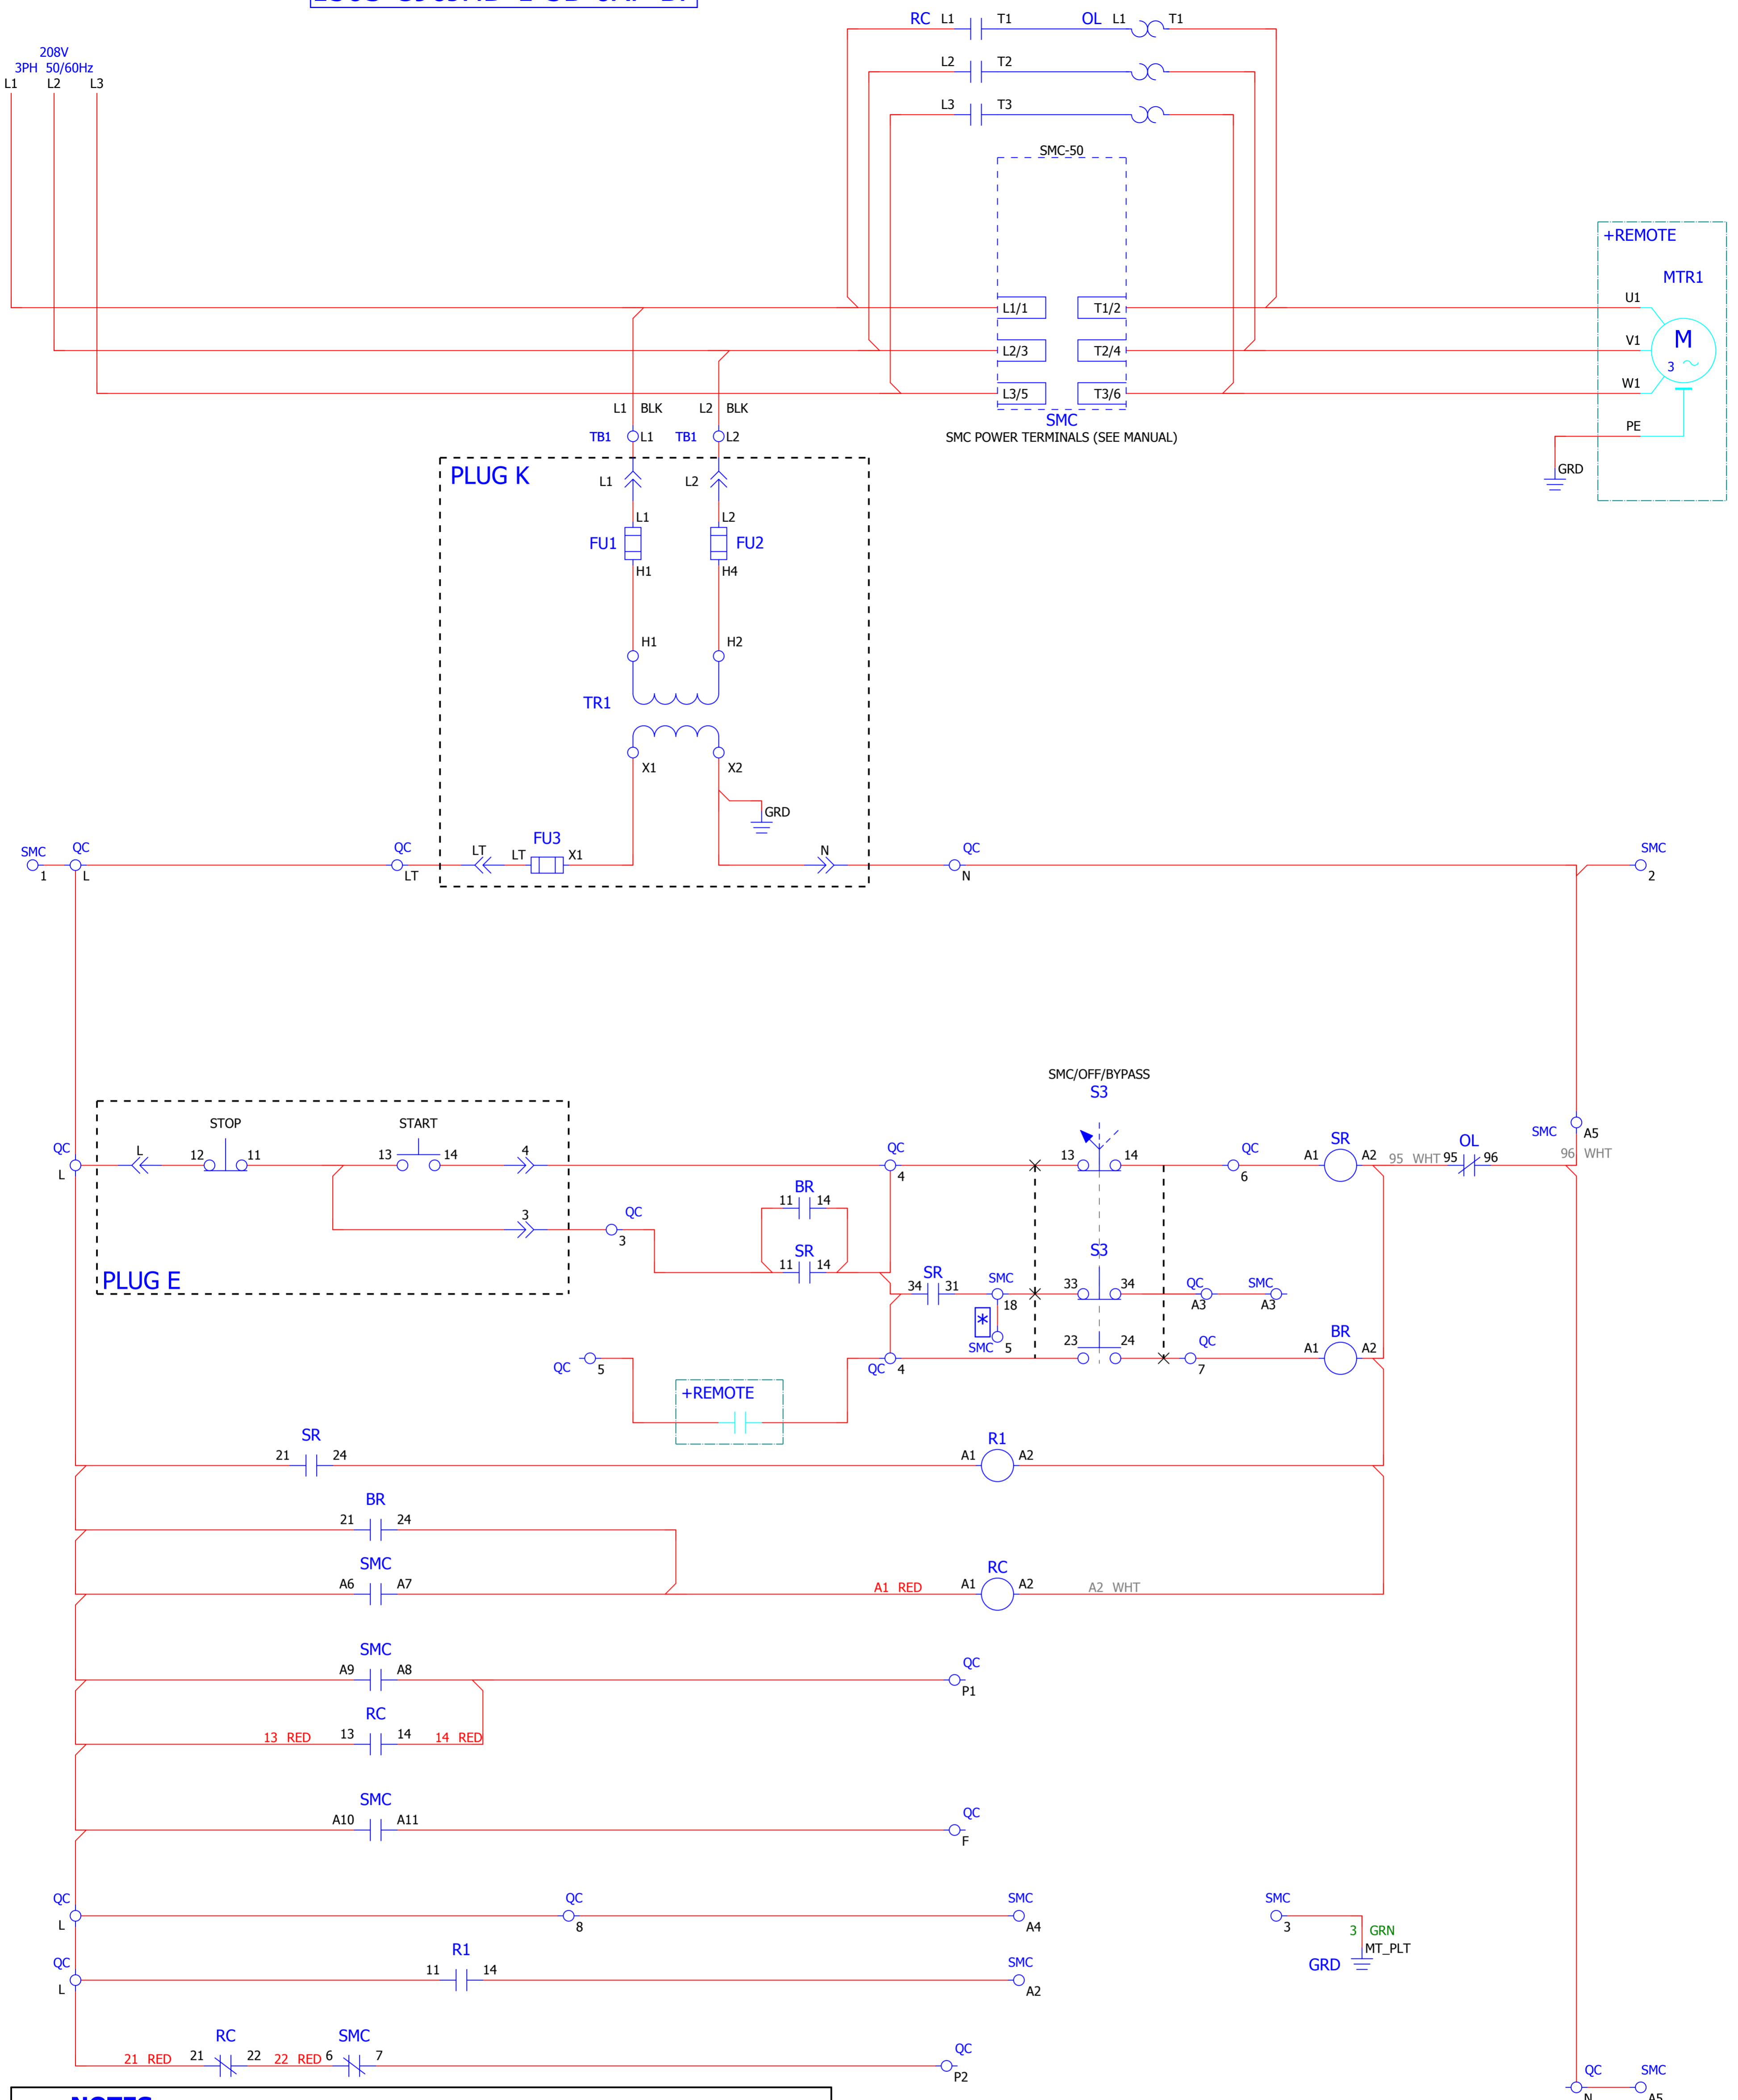 208V
3PH 50/60Hz
L1 L2 L3
RC L1 T1 OL L1 T1
L2 T2
L3 T3
SMC-50
L1/1 T1/2
L2/3 T2/4
L3/5 T3/6
SMC
SMC POWER TERMINALS (SEE MANUAL)
+REMOTE
MTR1
U1
V1
W1
M
3
PE
GRD
L1 BLK L2 BLK
TB1 L1 TB1 L2
PLUG K
L1 L2
L1 L2
FU1 FU2
H1 H4
H1 H2
TR1
X1 X2
GRD
SMC QC QC LT LT FU3 X1 N QC SMC
1 L LT N 2
SMC/OFF/BYPASS
S3
STOP START
QC L 12 11 13 14 4 QC 13 14 QC SR OL SMC A5
L 4 6 A1 A2 95 WHT 95 96 96 WHT
BR
11 14
3 QC
3
SR
11 14
PLUG E
S3
SR
34 31 SMC 33 34 QC SMC
18 A3 A3
*
SMC 5 23 24 QC BR
QC 5 QC 4 7 A1 A2
+REMOTE
SR R1
21 24 A1 A2
BR
21 24
SMC RC
A6 A7 A1 RED A1 A2 A2 WHT
SMC
A9 A8 QC
P1
RC
13 RED 13 14 14 RED
SMC
A10 A11 QC
F
QC QC SMC SMC
L 8 A4 3
3 GRN
MT_PLT
GRD
QC R1 SMC
L 11 14 A2
RC SMC
21 RED 21 22 22 RED 6 7 QC
P2
QC SMC
N A5